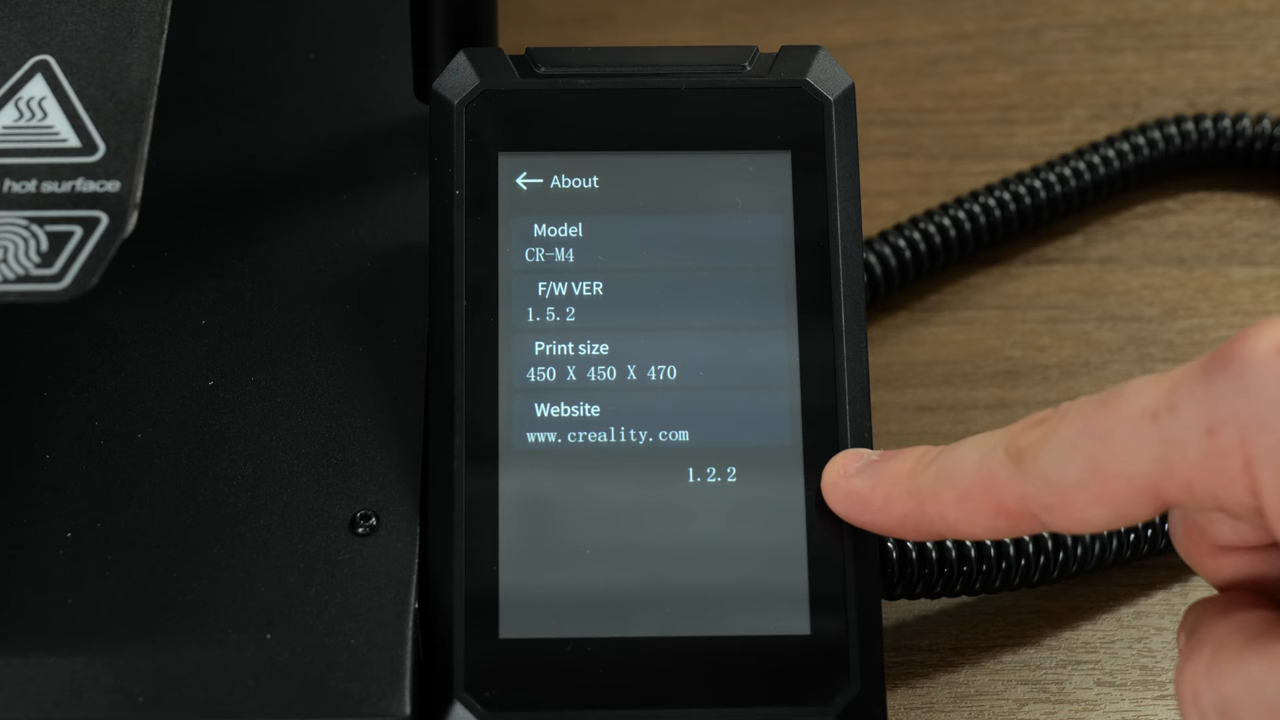 hot surface
About
Model
CR-M4
F/W VER
1.5.2
Print size
450 X 450 X 470
Website
www.creality.com
1.2.2